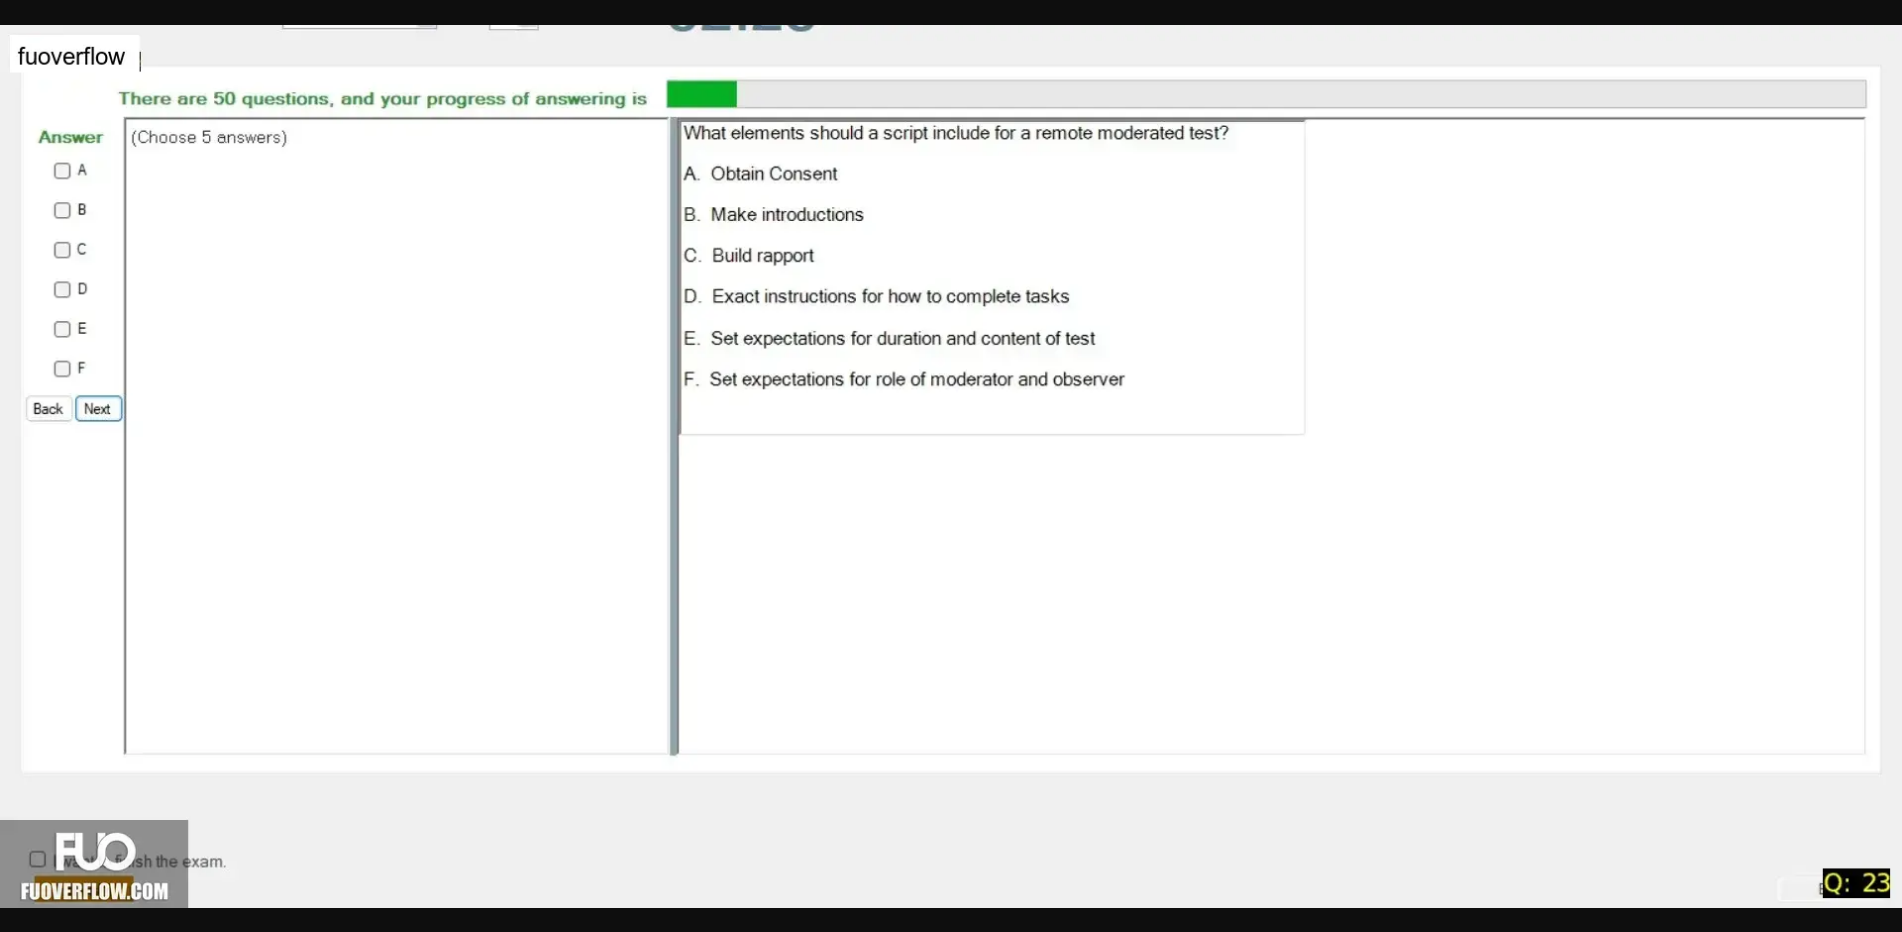 fuoverflow
There are 50 questions, and your progress of answering is
Answer
(Choose 5 answers)
A
B
C
D
E
F
Back Next
What elements should a script include for a remote moderated test?
A. Obtain Consent
B. Make introductions
C. Build rapport
D. Exact instructions for how to complete tasks
E. Set expectations for duration and content of test
F. Set expectations for role of moderator and observer
FUO
the exam.
FUOVERFLOW.COM
Q: 23